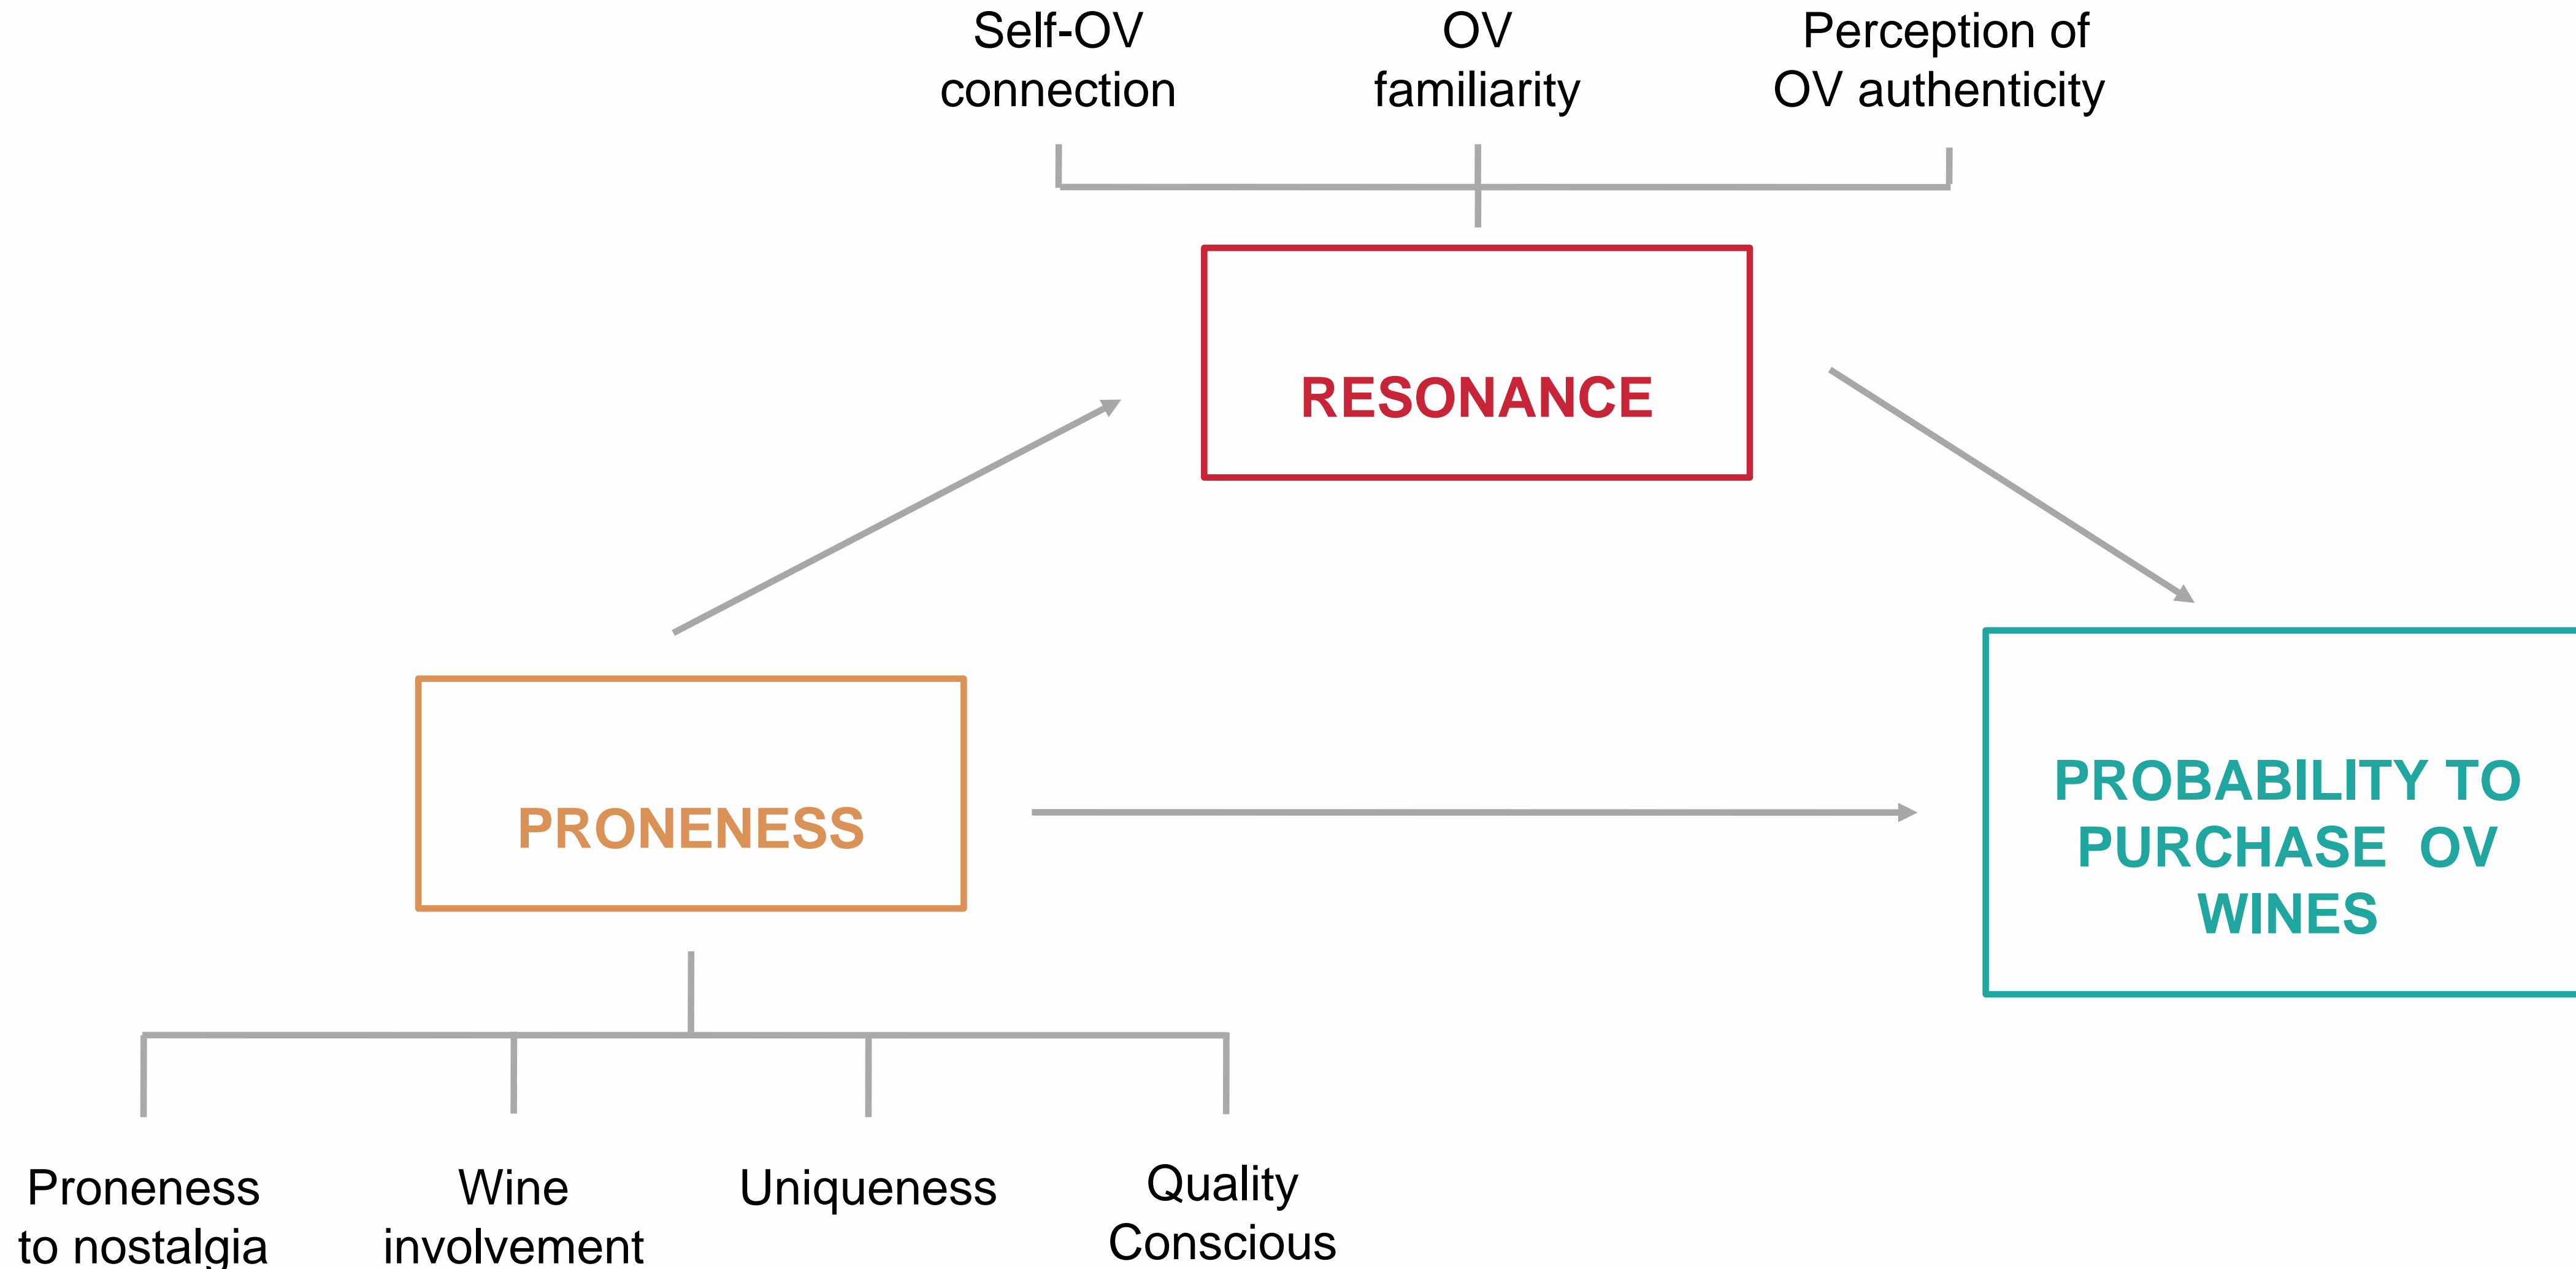 Self-OV
connection
OV
familiarity
Perception of
OV authenticity
RESONANCE
PRONENESS
PROBABILITY TO
PURCHASE  OV
WINES
Proneness
to nostalgia
Wine
involvement
Uniqueness
Quality
Conscious